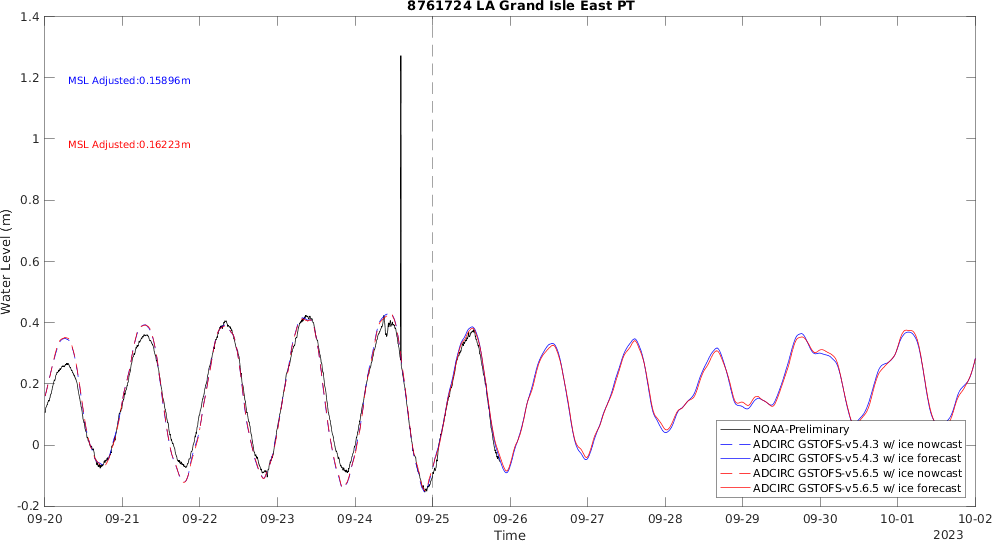 8761724 LA Grand Isle East PT
1.4
1.2
1
0.8
0.6
0.4
0.2
0
-0.2
Water Level (m)
MSL Adjusted:0.15896m
MSL Adjusted:0.16223m
NOAA-Preliminary
ADCIRC GSTOFS-v5.4.3 w/ ice nowcast
ADCIRC GSTOFS-v5.4.3 w/ ice forecast
ADCIRC GSTOFS-v5.6.5 w/ ice nowcast
ADCIRC GSTOFS-v5.6.5 w/ ice forecast
09-20 09-21 09-22 09-23 09-24 09-25 09-26 09-27 09-28 09-29 09-30 10-01 10-02
Time
2023